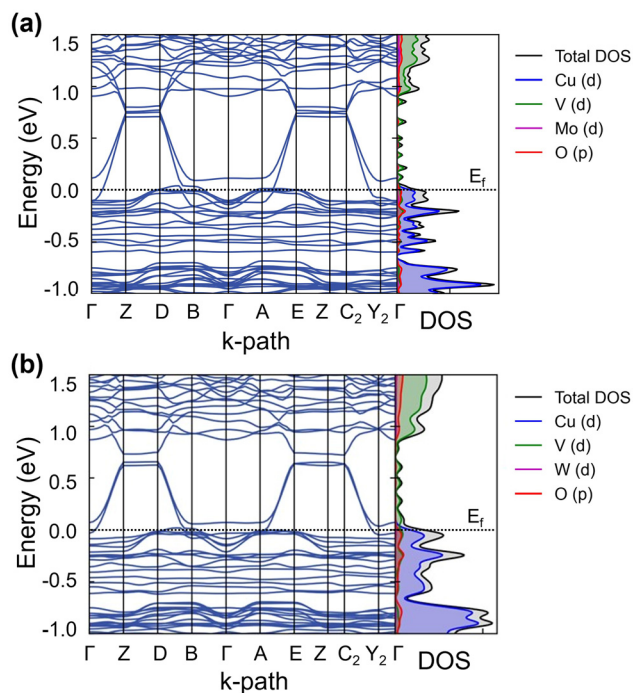 (a)
Energy (eV)
1.5
1.0
0.5
0.0
-0.5
-1.0
E_f
Γ Z D B Γ A E Z C₂ Y₂ Γ
k-path
DOS
Total DOS
Cu (d)
V (d)
Mo (d)
O (p)
(b)
Energy (eV)
1.5
1.0
0.5
0.0
-0.5
-1.0
E_f
Γ Z D B Γ A E Z C₂ Y₂ Γ
k-path
DOS
Total DOS
Cu (d)
V (d)
W (d)
O (p)